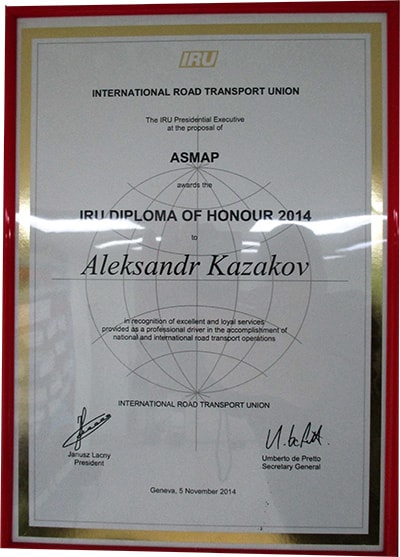 IRU
INTERNATIONAL ROAD TRANSPORT UNION
The IRU Presidential Executive
at the proposal of
ASMAP
awards the
IRU DIPLOMA OF HONOUR 2014
to
Aleksandr Kazakov
in recognition of excellent and loyal services
provided as a professional driver in the accomplishment of
national and international road transport operations
INTERNATIONAL ROAD TRANSPORT UNION
Janusz Lacny
President
Umberto de Pretto
Secretary General
Geneva, 5 November 2014